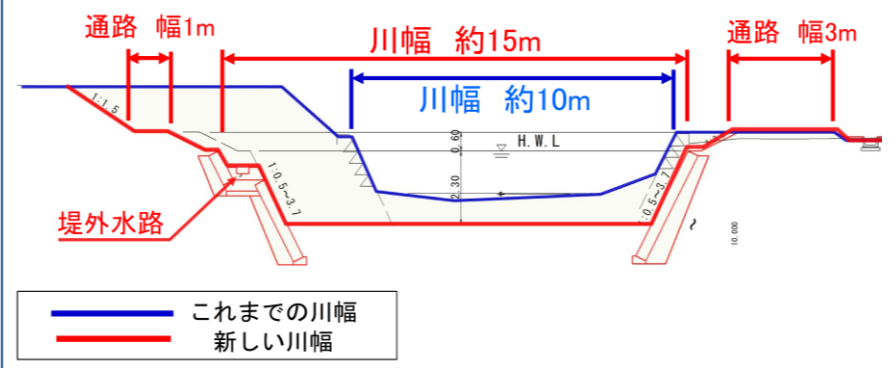 通路 幅1m
川幅 約15m
通路 幅3m
川幅 約10m
1:1.5
0.60
H.W.L
2.30
1:0.5~3.7
1:0.5~3.7
10.000
堤外水路
これまでの川幅
新しい川幅